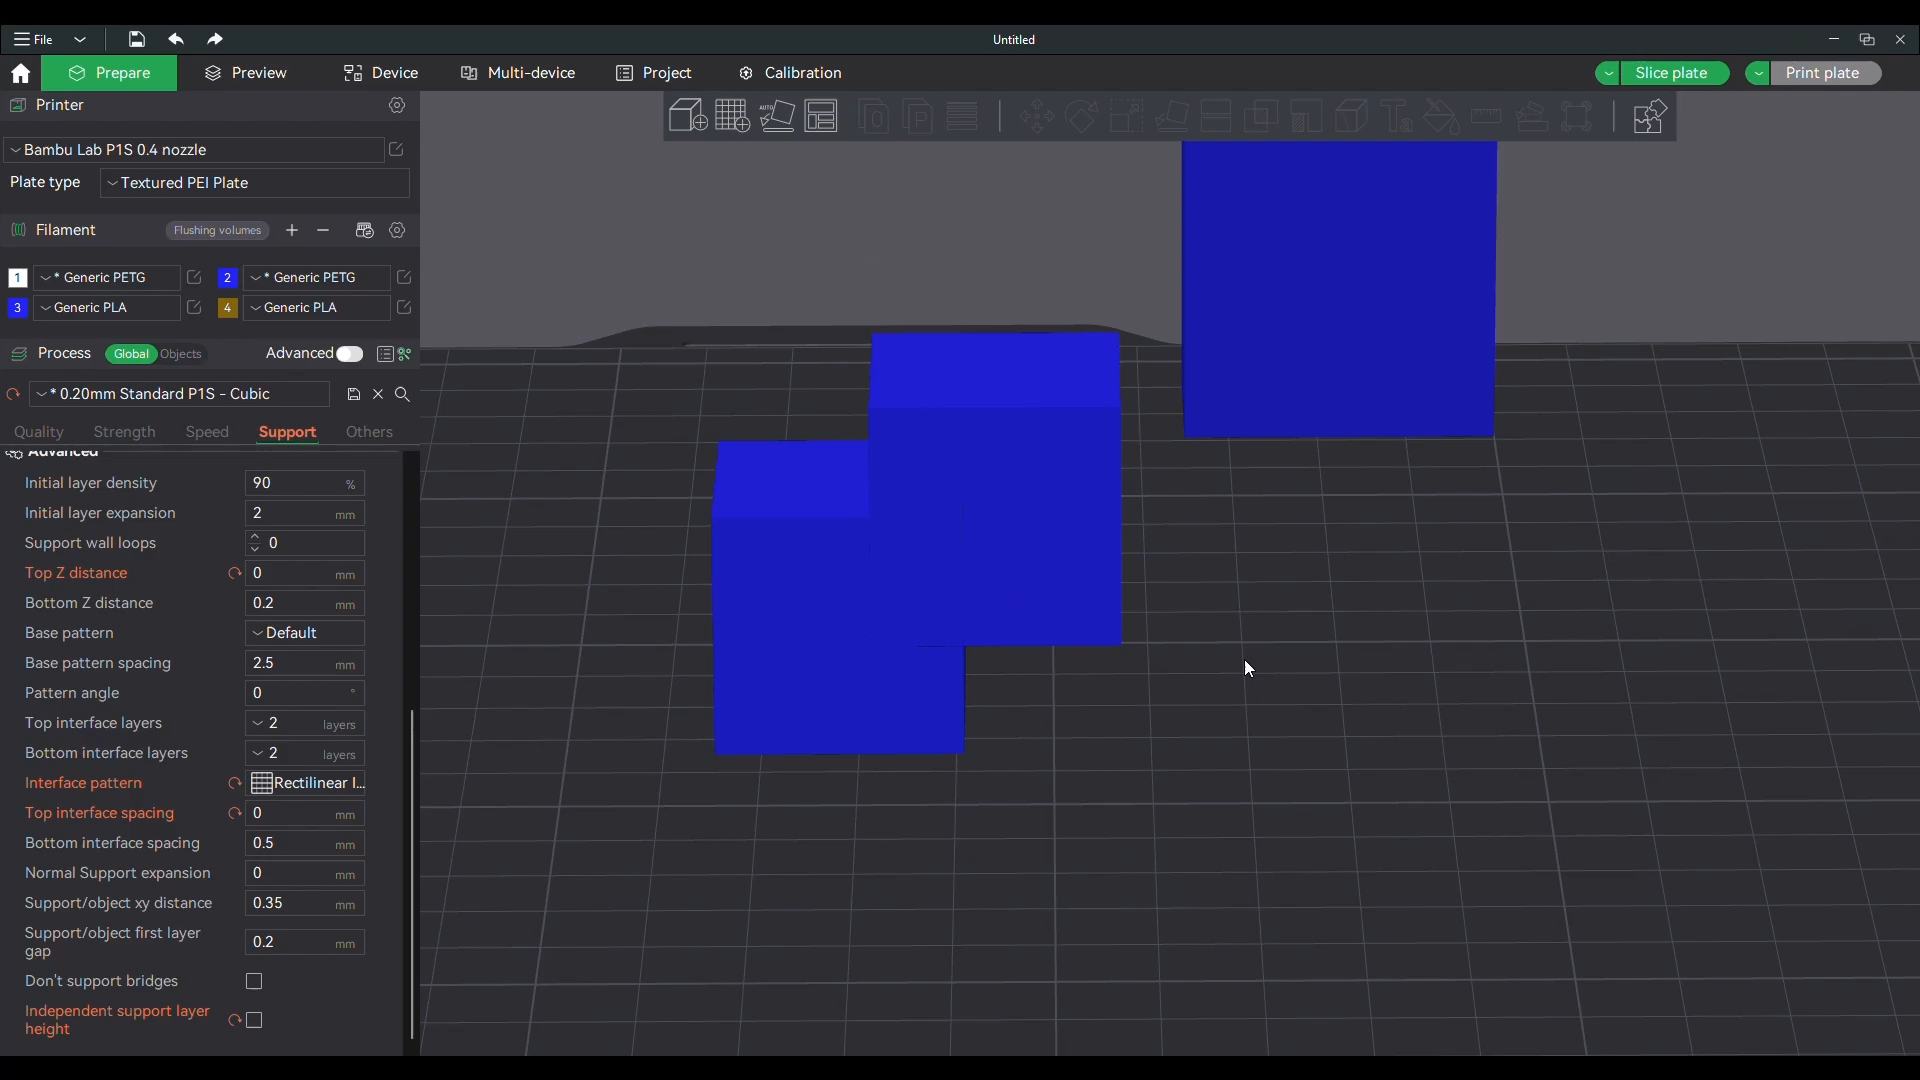 File
Untitled
Prepare
Preview
Device
Multi-device
Project
Calibration
Slice plate
Print plate
Printer
Bambu Lab P1S 0.4 nozzle
Plate type
Textured PEI Plate
Filament
Flushing volumes
1 * Generic PETG
2 * Generic PETG
3 Generic PLA
4 Generic PLA
Process
Global
Objects
Advanced
* 0.20mm Standard P1S - Cubic
Quality
Strength
Speed
Support
Others
Advanced
Initial layer density 90 %
Initial layer expansion 2 mm
Support wall loops 0
Top Z distance 0 mm
Bottom Z distance 0.2 mm
Base pattern Default
Base pattern spacing 2.5 mm
Pattern angle 0 °
Top interface layers 2 layers
Bottom interface layers 2 layers
Interface pattern Rectilinear I...
Top interface spacing 0 mm
Bottom interface spacing 0.5 mm
Normal Support expansion 0 mm
Support/object xy distance 0.35 mm
Support/object first layer
gap 0.2 mm
Don't support bridges
Independent support layer
height